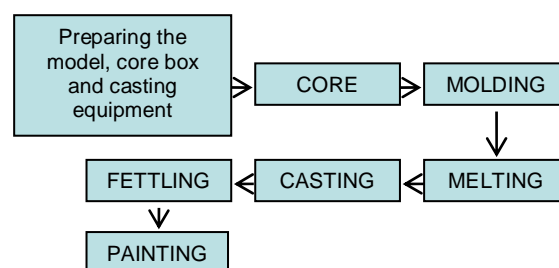 Preparing the
model, core box
and casting
equipment
CORE
MOLDING
MELTING
CASTING
FETTLING
PAINTING